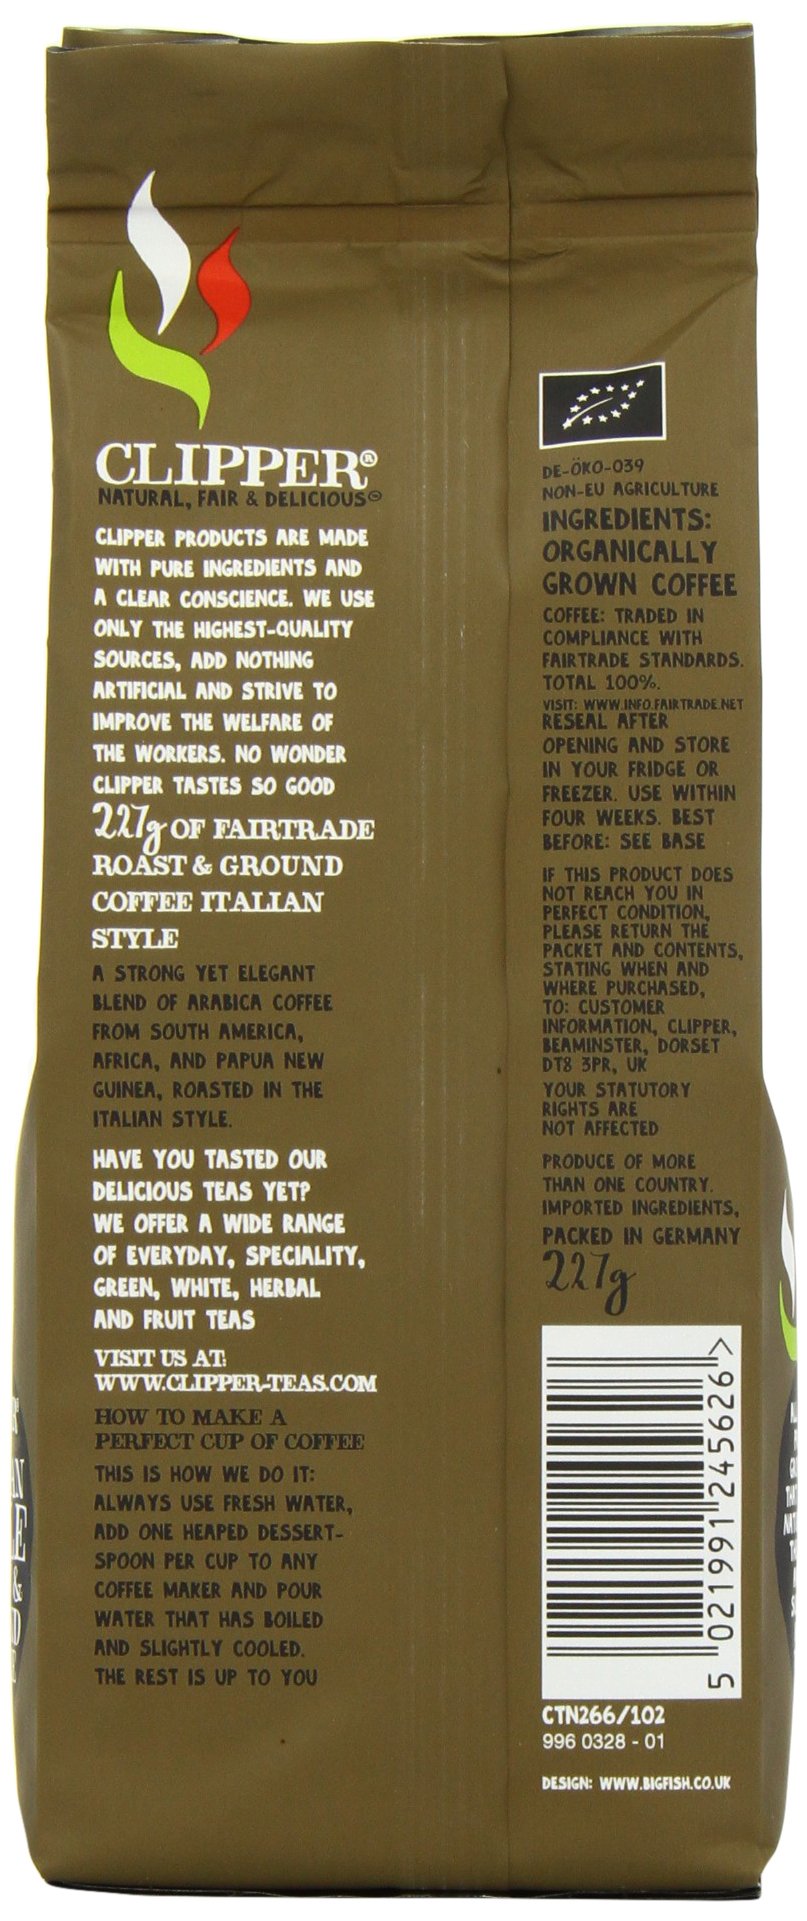 CLIPPER®
NATURAL, FAIR & DELICIOUS™
CLIPPER PRODUCTS ARE MADE
WITH PURE INGREDIENTS AND
A CLEAR CONSCIENCE. WE USE
ONLY THE HIGHEST-QUALITY
SOURCES, ADD NOTHING
ARTIFICIAL AND STRIVE TO
IMPROVE THE WELFARE OF
THE WORKERS. NO WONDER
CLIPPER TASTES SO GOOD
227g OF FAIRTRADE
ROAST & GROUND
COFFEE ITALIAN
STYLE
A STRONG YET ELEGANT
BLEND OF ARABICA COFFEE
FROM SOUTH AMERICA,
AFRICA, AND PAPUA NEW
GUINEA, ROASTED IN THE
ITALIAN STYLE.
HAVE YOU TASTED OUR
DELICIOUS TEAS YET?
WE OFFER A WIDE RANGE
OF EVERYDAY, SPECIALITY,
GREEN, WHITE, HERBAL
AND FRUIT TEAS
VISIT US AT:
WWW.CLIPPER-TEAS.COM
HOW TO MAKE A
PERFECT CUP OF COFFEE
THIS IS HOW WE DO IT:
ALWAYS USE FRESH WATER,
ADD ONE HEAPED DESSERT-
SPOON PER CUP TO ANY
COFFEE MAKER AND POUR
WATER THAT HAS BOILED
AND SLIGHTLY COOLED.
THE REST IS UP TO YOU
DE-ÖKO-039
NON-EU AGRICULTURE
INGREDIENTS:
ORGANICALLY
GROWN COFFEE
COFFEE: TRADED IN
COMPLIANCE WITH
FAIRTRADE STANDARDS.
TOTAL 100%.
VISIT: WWW.INFO.FAIRTRADE.NET
RESEAL AFTER
OPENING AND STORE
IN YOUR FRIDGE OR
FREEZER. USE WITHIN
FOUR WEEKS. BEST
BEFORE: SEE BASE
IF THIS PRODUCT DOES
NOT REACH YOU IN
PERFECT CONDITION,
PLEASE RETURN THE
PACKET AND CONTENTS,
STATING WHEN AND
WHERE PURCHASED,
TO: CUSTOMER
INFORMATION, CLIPPER,
BEAMINSTER, DORSET
DT8 3PR, UK
YOUR STATUTORY
RIGHTS ARE
NOT AFFECTED
PRODUCE OF MORE
THAN ONE COUNTRY.
IMPORTED INGREDIENTS,
PACKED IN GERMANY
227g
5 021991 245626 >
CTN266/102
996 0328 - 01
DESIGN: WWW.BIGFISH.CO.UK